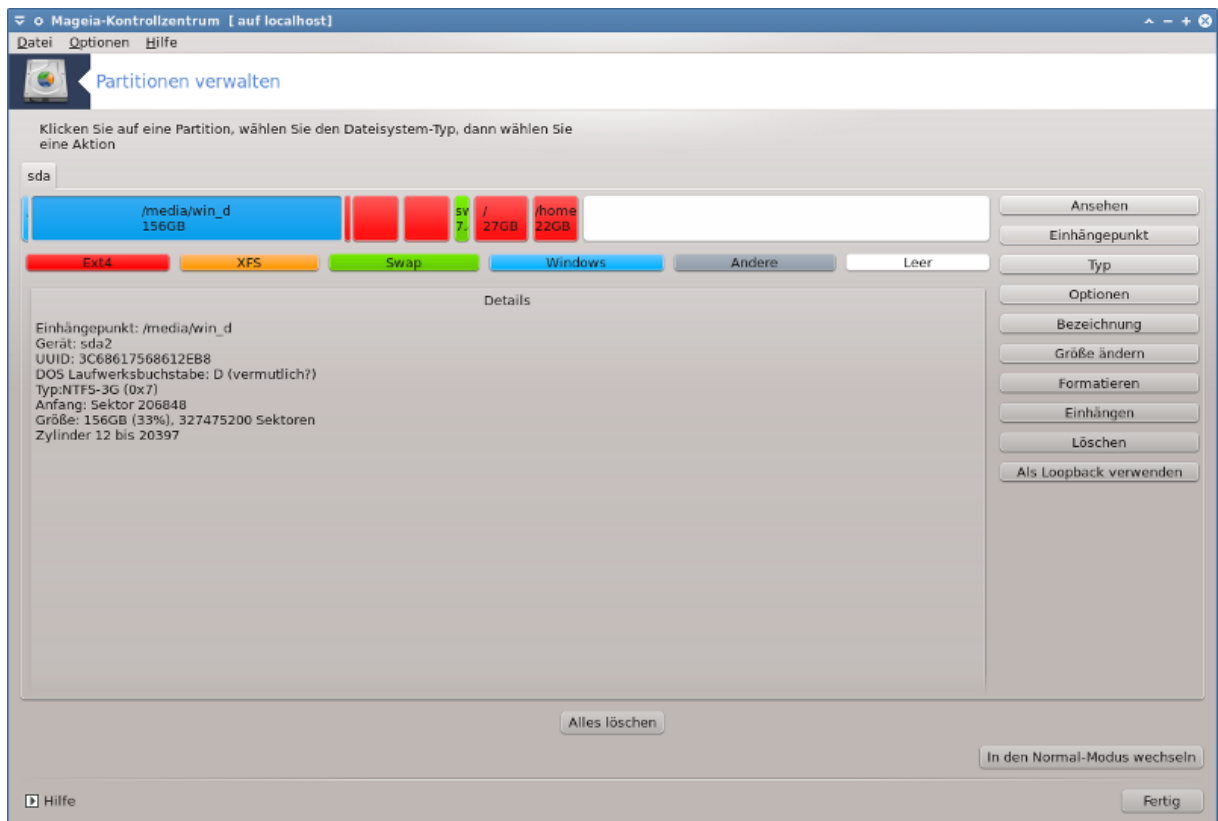 Mageia-Kontrollzentrum [ auf localhost]
Datei Optionen Hilfe
Partitionen verwalten
Klicken Sie auf eine Partition, wählen Sie den Dateisystem-Typ, dann wählen Sie
eine Aktion
sda
/media/win_d
156GB
sv
7.
/
27GB
/home
22GB
Ext4 XFS Swap Windows Andere Leer
Details
Einhängepunkt: /media/win_d
Gerät: sda2
UUID: 3C68617568612EB8
DOS Laufwerksbuchstabe: D (vermutlich?)
Typ:NTFS-3G (0x7)
Anfang: Sektor 206848
Größe: 156GB (33%), 327475200 Sektoren
Zylinder 12 bis 20397
Ansehen
Einhängepunkt
Typ
Optionen
Bezeichnung
Größe ändern
Formatieren
Einhängen
Löschen
Als Loopback verwenden
Alles löschen
In den Normal-Modus wechseln
Hilfe
Fertig